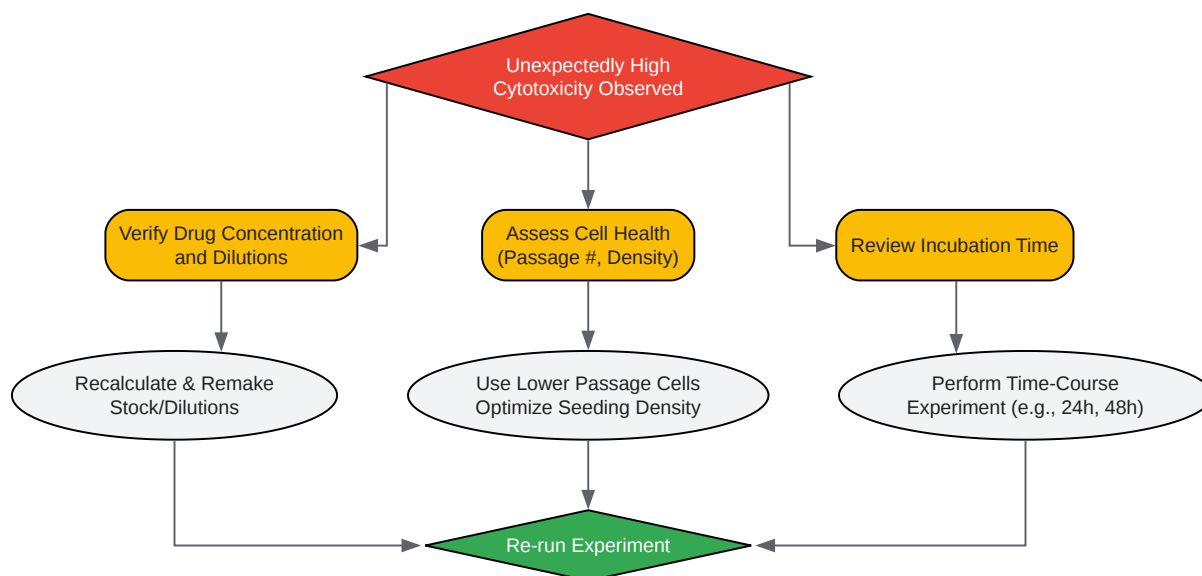 Unexpectedly High
Cytotoxicity Observed
Verify Drug Concentration
and Dilutions
Assess Cell Health
(Passage #, Density)
Review Incubation Time
Recalculate & Remake
Stock/Dilutions
Use Lower Passage Cells
Optimize Seeding Density
Perform Time-Course
Experiment (e.g., 24h, 48h)
Re-run Experiment